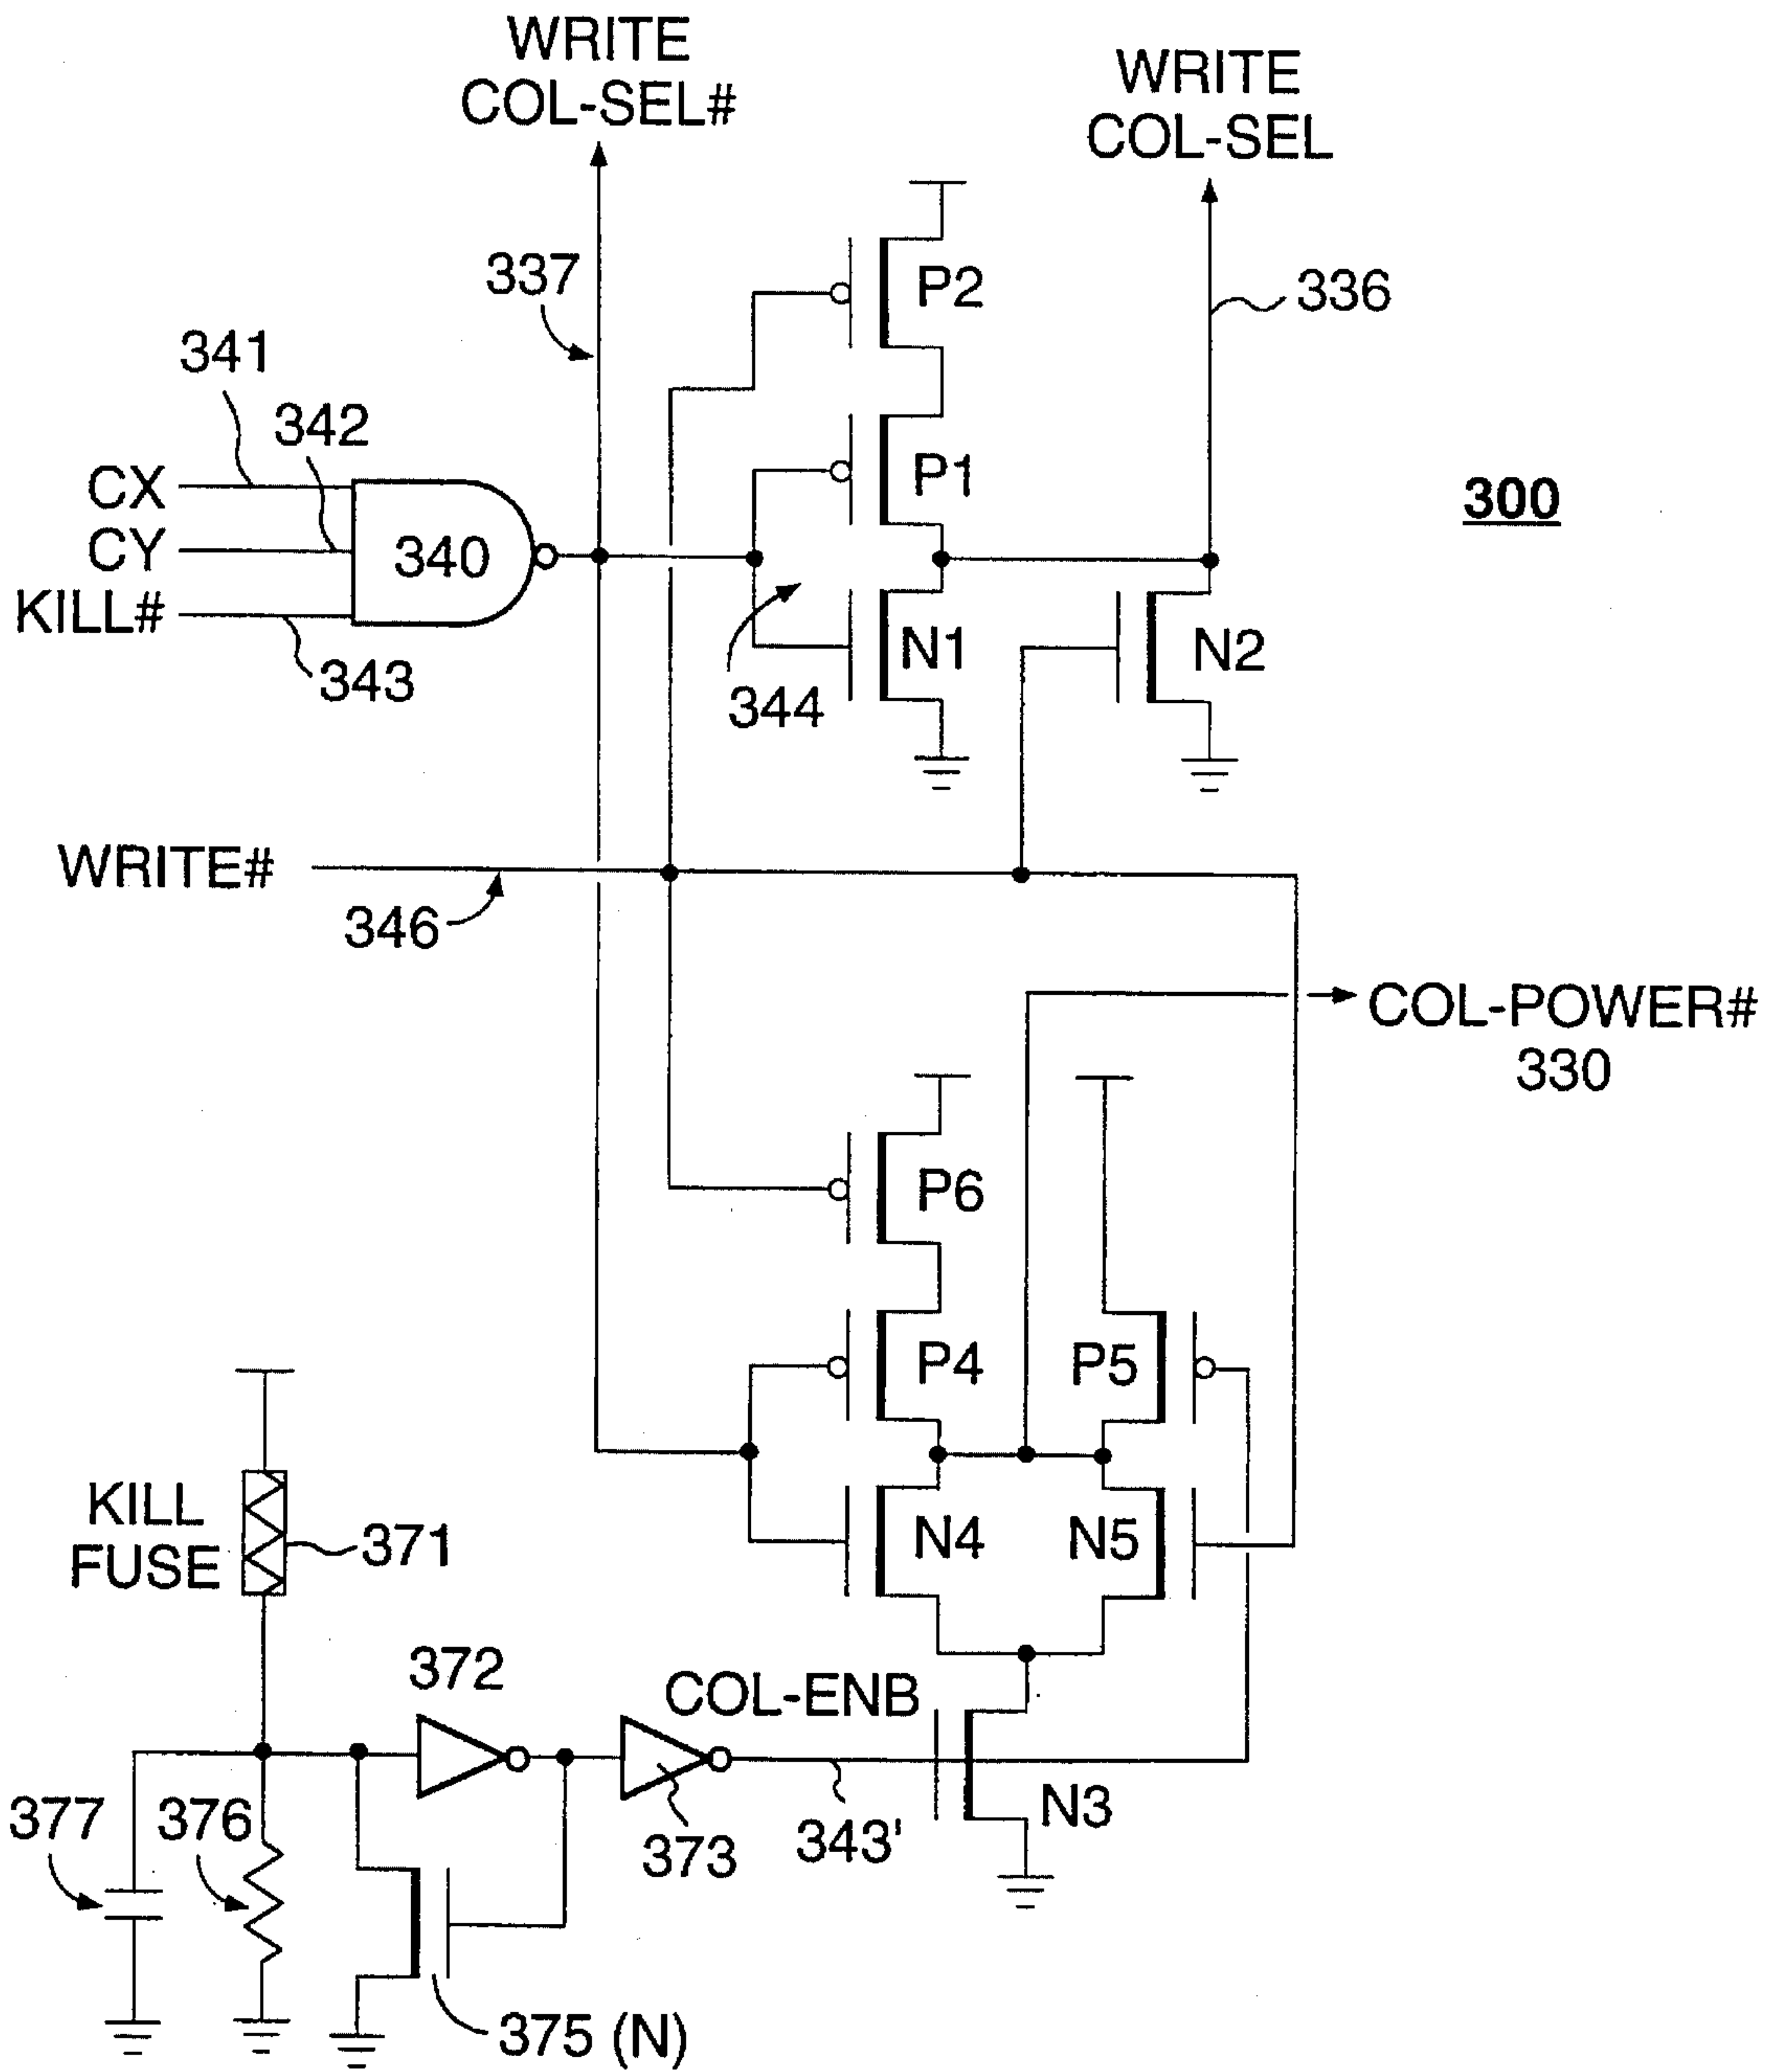 WRITE
COL-SEL#
WRITE
COL-SEL
337
P2
336
341
342
P1
300
CX
CY
340
KILL#
N1
N2
343
344
WRITE#
346
COL-POWER#
330
P6
P4
P5
KILL
FUSE
371
N4
N5
372
COL-ENB
377
376
373
343'
N3
375 (N)